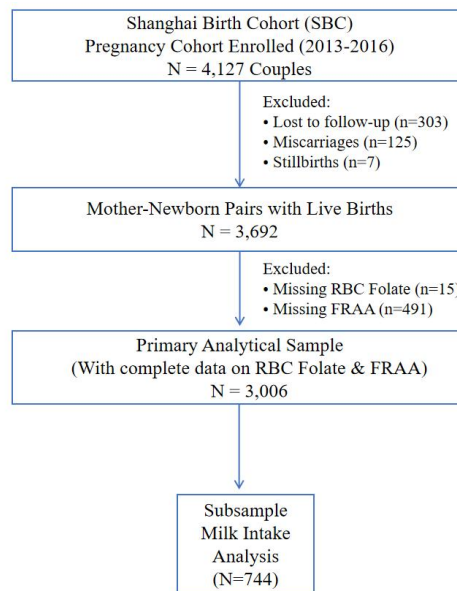 Shanghai Birth Cohort (SBC)
Pregnancy Cohort Enrolled (2013-2016)
N = 4,127 Couples
Excluded:
• Lost to follow-up (n=303)
• Miscarriages (n=125)
• Stillbirths (n=7)
Mother-Newborn Pairs with Live Births
N = 3,692
Excluded:
• Missing RBC Folate (n=15)
• Missing FRAA (n=491)
Primary Analytical Sample
(With complete data on RBC Folate & FRAA)
N = 3,006
Subsample
Milk Intake
Analysis
(N=744)